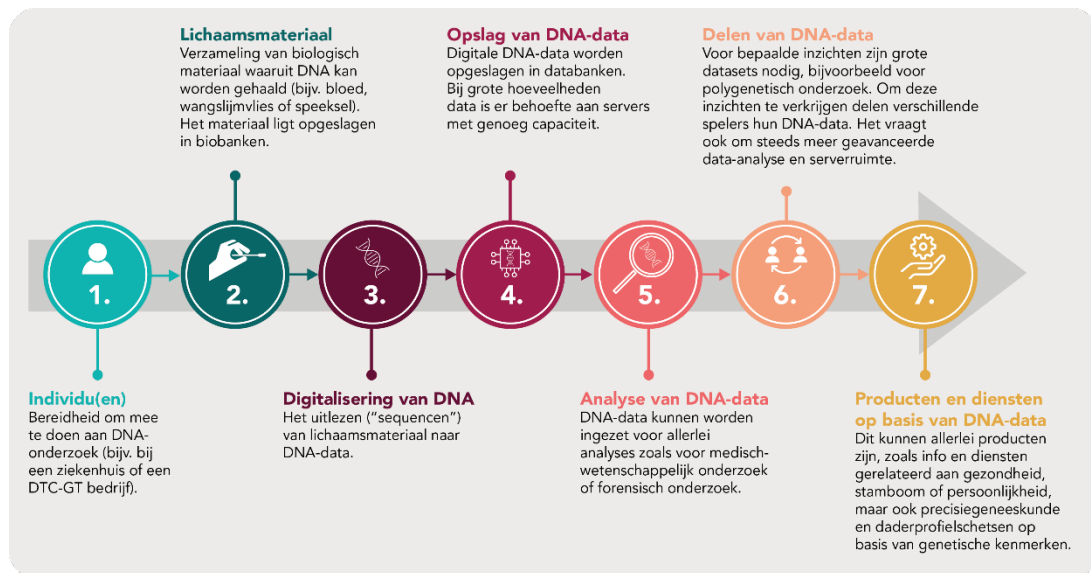 Lichaamsmateriaal
Verzameling van biologisch
materiaal waaruit DNA kan
worden gehaald (bijv. bloed,
wangslijmvlies of speeksel).
Het materiaal ligt opgeslagen
in biobanken.
Opslag van DNA-data
Digitale DNA-data worden
opgeslagen in databanken.
Bij grote hoeveelheden
data is er behoefte aan servers
met genoeg capaciteit.
Delen van DNA-data
Voor bepaalde inzichten zijn grote
datasets nodig, bijvoorbeeld voor
polygenetisch onderzoek. Om deze
inzichten te verkrijgen delen verschillende
spelers hun DNA-data. Het vraagt
ook om steeds meer geavanceerde
data-analyse en serverruimte.
1.
2.
3.
4.
5.
6.
7.
Individu(en)
Bereidheid om mee
te doen aan DNA-
onderzoek (bijv. bij
een ziekenhuis of een
DTC-GT bedrijf).
Digitalisering van DNA
Het uitlezen (“sequencen”)
van lichaamsmateriaal naar
DNA-data.
Analyse van DNA-data
DNA-data kunnen worden
ingezet voor allerlei
analyses zoals voor medisch-
wetenschappelijk onderzoek
of forensisch onderzoek.
Producten en diensten
op basis van DNA-data
Dit kunnen allerlei producten
zijn, zoals info en diensten
gerelateerd aan gezondheid,
stamboom of persoonlijkheid,
maar ook precisiegeneeskunde
en daderprofielschetsen op
basis van genetische kenmerken.